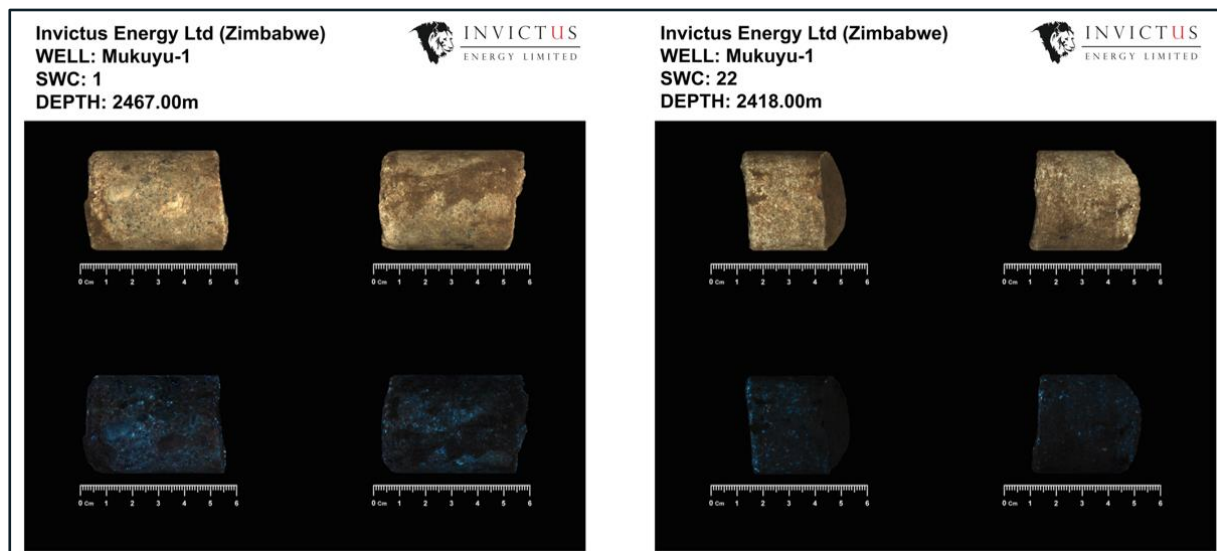 Invictus Energy Ltd (Zimbabwe)
WELL: Mukuyu-1
SWC: 1
DEPTH: 2467.00m
INVICTUS
ENERGY LIMITED
0 Cm 1 2 3 4 5 6
0 Cm 1 2 3 4 5 6
0 Cm 1 2 3 4 5 6
0 Cm 1 2 3 4 5 6
Invictus Energy Ltd (Zimbabwe)
WELL: Mukuyu-1
SWC: 22
DEPTH: 2418.00m
INVICTUS
ENERGY LIMITED
0 Cm 1 2 3 4 5 6
0 Cm 1 2 3 4 5 6
0 Cm 1 2 3 4 5 6
0 Cm 1 2 3 4 5 6